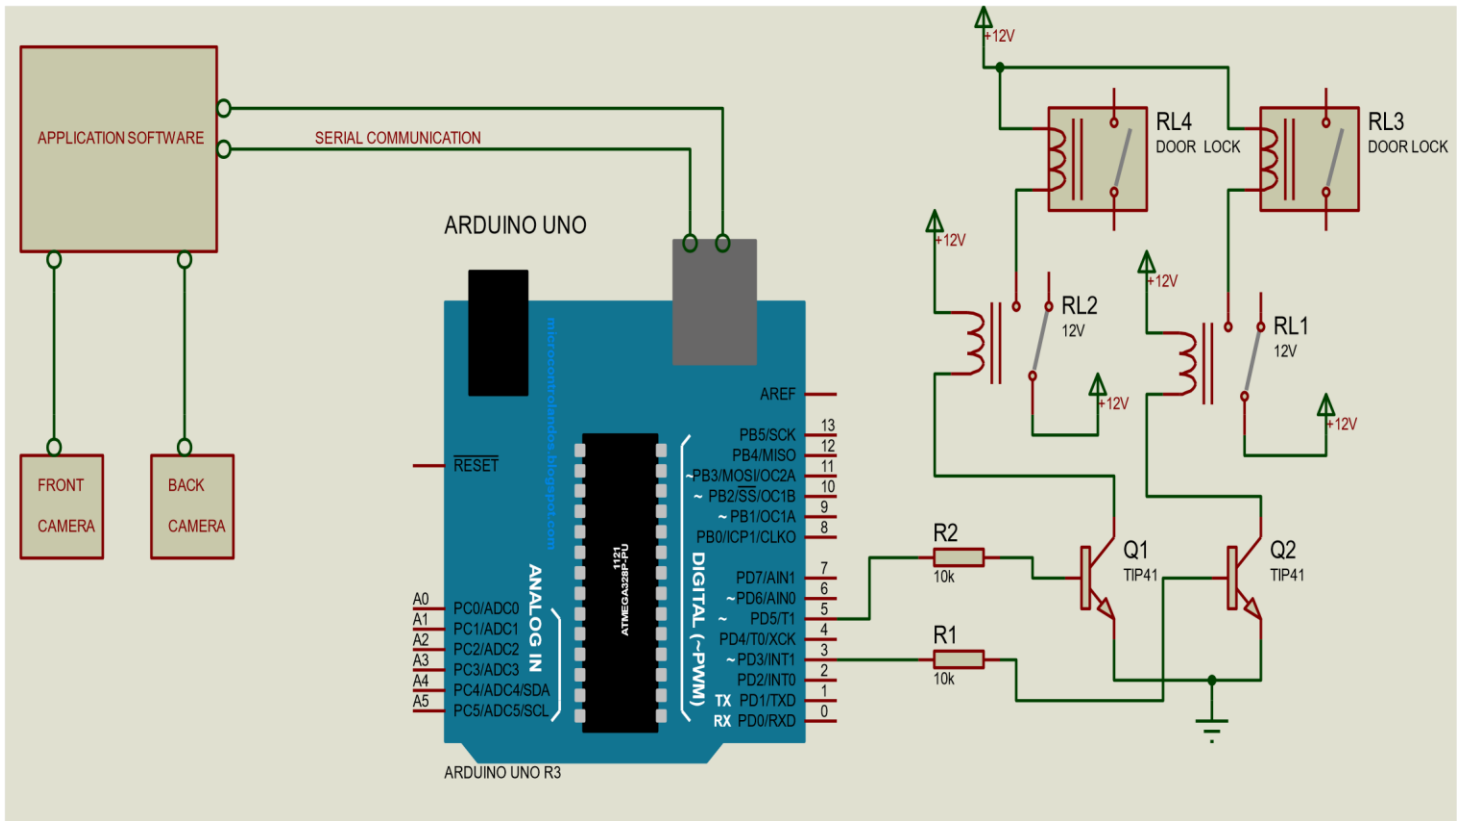 +12V
APPLICATION SOFTWARE
SERIAL COMMUNICATION
RL4
DOOR LOCK
RL3
DOOR LOCK
ARDUINO UNO
+12V
+12V
RL2
12V
RL1
12V
+12V
+12V
microcontrolandos.blogspot.com
AREF
PB5/SCK 13
PB4/MISO 12
RESET
~PB3/MOSI/OC2A 11
~ PB2/SS/OC1B 10
~ PB1/OC1A 9
PB0/ICP1/CLKO 8
FRONT
CAMERA
BACK
CAMERA
1121
ATMEGA328P-PU
ANALOG IN
DIGITAL (~PWM)
PD7/AIN1 7
~PD6/AIN0 6
~ PD5/T1 5
PD4/T0/XCK 4
~PD3/INT1 3
PD2/INT0 2
TX PD1/TXD 1
RX PD0/RXD 0
A0 PC0/ADC0
A1 PC1/ADC1
A2 PC2/ADC2
A3 PC3/ADC3
A4 PC4/ADC4/SDA
A5 PC5/ADC5/SCL
R2
10k
R1
10k
Q1
TIP41
Q2
TIP41
ARDUINO UNO R3